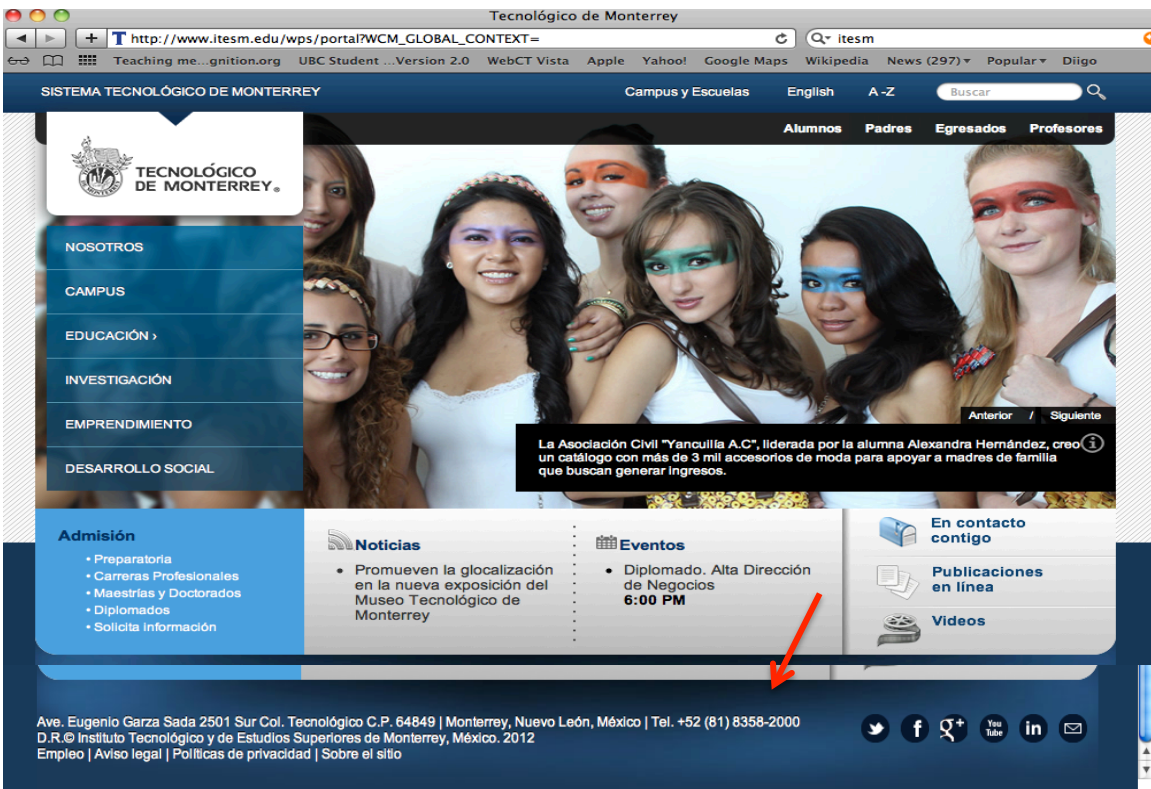 Tecnológico de Monterrey
http://www.itesm.edu/wps/portal?WCM_GLOBAL_CONTEXT=
itesm
Teaching me...gnition.org UBC Student ...Version 2.0 WebCT Vista Apple Yahoo! Google Maps Wikipedia News (297) Popular Diigo
SISTEMA TECNOLÓGICO DE MONTERREY Campus y Escuelas English A -Z Buscar
Alumnos Padres Egresados Profesores
TECNOLÓGICO
DE MONTERREY®
NOSOTROS
CAMPUS
EDUCACIÓN ›
INVESTIGACIÓN
EMPRENDIMIENTO
DESARROLLO SOCIAL
Anterior / Siguiente
La Asociación Civil "Yancuilla A.C", liderada por la alumna Alexandra Hernández, creo
un catálogo con más de 3 mil accesorios de moda para apoyar a madres de familia
que buscan generar ingresos.
Admisión
• Preparatoria
• Carreras Profesionales
• Maestrías y Doctorados
• Diplomados
• Solicita información
Noticias
• Promueven la glocalización
en la nueva exposición del
Museo Tecnológico de
Monterrey
Eventos
• Diplomado. Alta Dirección
de Negocios
6:00 PM
En contacto
contigo
Publicaciones
en línea
Videos
Ave. Eugenio Garza Sada 2501 Sur Col. Tecnológico C.P. 64849 | Monterrey, Nuevo León, México | Tel. +52 (81) 8358-2000
D.R.© Instituto Tecnológico y de Estudios Superiores de Monterrey, México. 2012
Empleo | Aviso legal | Políticas de privacidad | Sobre el sitio
You
Tube
in